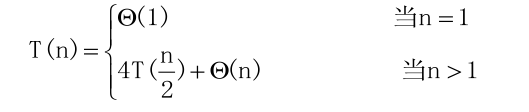 T(n)= { Θ(1) 当n=1
4T(n/2)+Θ(n) 当n>1